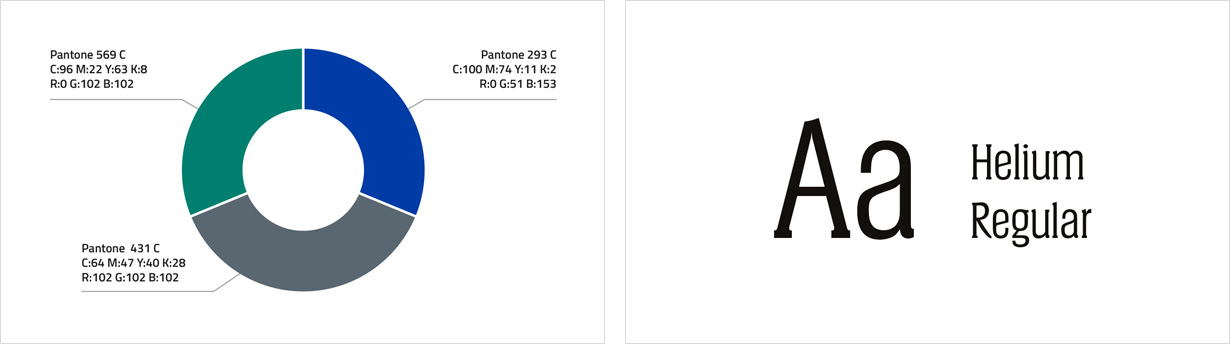 Pantone 569 C
C:96 M:22 Y:63 K:8
R:0 G:102 B:102
Pantone 293 C
C:100 M:74 Y:11 K:2
R:0 G:51 B:153
Pantone  431 C
C:64 M:47 Y:40 K:28
R:102 G:102 B:102
Aa
Helium
Regular